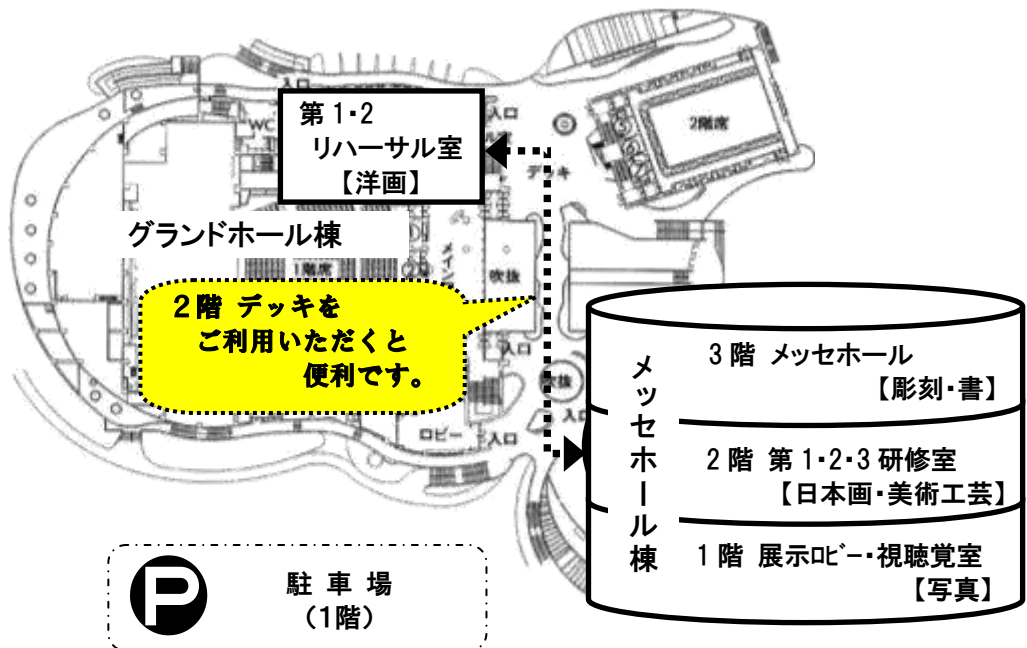 入口
第1・2
リハーサル室
【洋画】
WC
入口
2階席
デッキ
グランドホール棟
メイン
吹抜
1階席
2階 デッキを
ご利用いただくと
便利です。
入口
吹抜
入口
ロビー
入口
メッセホール棟
3階 メッセホール
【彫刻・書】
2階 第1・2・3研修室
【日本画・美術工芸】
1階 展示ロビー・視聴覚室
【写真】
P
駐車場
(1階)